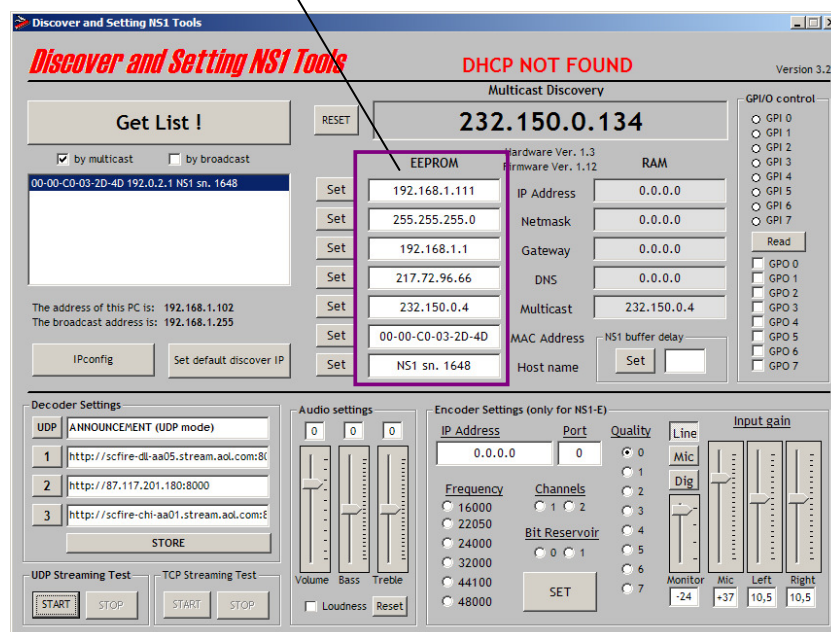 Discover and Setting NS1 Tools
Discover and Setting NS1 Tools
DHCP NOT FOUND
Version 3.2
Multicast Discovery
Get List !
RESET
232.150.0.134
by multicast
by broadcast
Hardware Ver. 1.3
Firmware Ver. 1.12
EEPROM
RAM
00-00-C0-03-2D-4D 192.0.2.1 NS1 sn. 1648
Set 192.168.1.111 IP Address 0.0.0.0
Set 255.255.255.0 Netmask 0.0.0.0
Set 192.168.1.1 Gateway 0.0.0.0
Set 217.72.96.66 DNS 0.0.0.0
Set 232.150.0.4 Multicast 232.150.0.4
Set 00-00-C0-03-2D-4D MAC Address
Set NS1 sn. 1648 Host name
NS1 buffer delay
Set
The address of this PC is: 192.168.1.102
The broadcast address is: 192.168.1.255
IPconfig
Set default discover IP
GPI/O control
GPI 0
GPI 1
GPI 2
GPI 3
GPI 4
GPI 5
GPI 6
GPI 7
Read
GPO 0
GPO 1
GPO 2
GPO 3
GPO 4
GPO 5
GPO 6
GPO 7
Decoder Settings
UDP ANNOUNCEMENT (UDP mode)
1 http://scfire-dll-aa05.stream.aol.com:8(
2 http://87.117.201.180:8000
3 http://scfire-chi-aa01.stream.aol.com:8
STORE
UDP Streaming Test
START STOP
TCP Streaming Test
START STOP
Audio settings
0 0 0
Volume Bass Treble
Loudness Reset
Encoder Settings (only for NS1-E)
IP Address Port Quality
0.0.0.0 0
0
1
2
3
4
5
6
7
Frequency
16000
22050
24000
32000
44100
48000
Channels
1 2
Bit Reservoir
0 1
SET
Line
Mic
Dig
Input gain
Monitor Mic Left Right
-24 +37 10,5 10,5